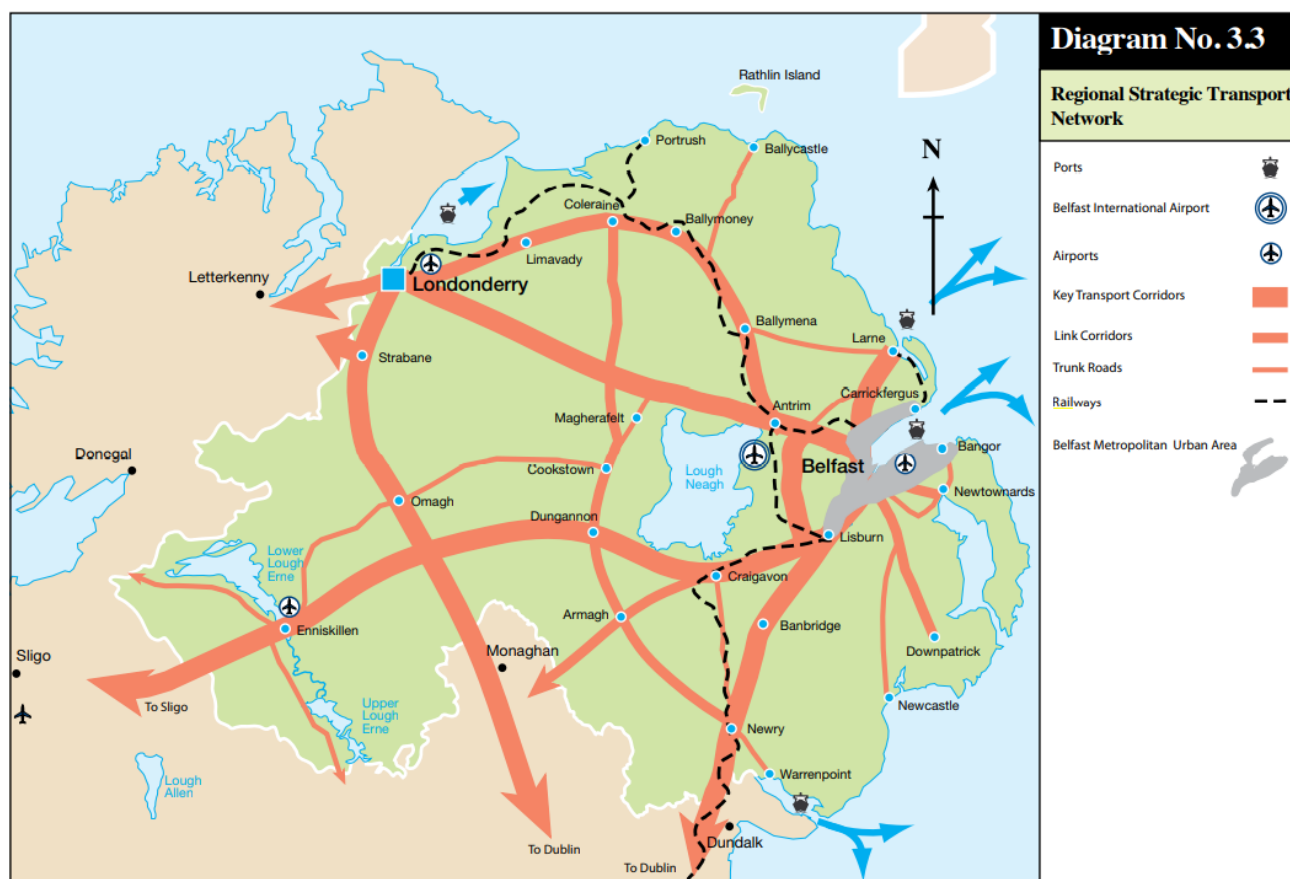 Diagram No. 3.3
Regional Strategic Transport
Network
Ports
Belfast International Airport
Airports
Key Transport Corridors
Link Corridors
Trunk Roads
Railways
Belfast Metropolitan Urban Area
N
Rathlin Island
Portrush
Ballycastle
Coleraine
Ballymoney
Limavady
Letterkenny
Londonderry
Ballymena
Larne
Strabane
Carrickfergus
Magherafelt
Antrim
Donegal
Belfast
Bangor
Cookstown
Lough
Neagh
Newtownards
Omagh
Dungannon
Lisburn
Lower
Lough
Erne
Craigavon
Armagh
Banbridge
Enniskillen
Monaghan
Downpatrick
Sligo
To Sligo
Upper
Lough
Erne
Newcastle
Newry
Warrenpoint
Lough
Allen
Dundalk
To Dublin
To Dublin